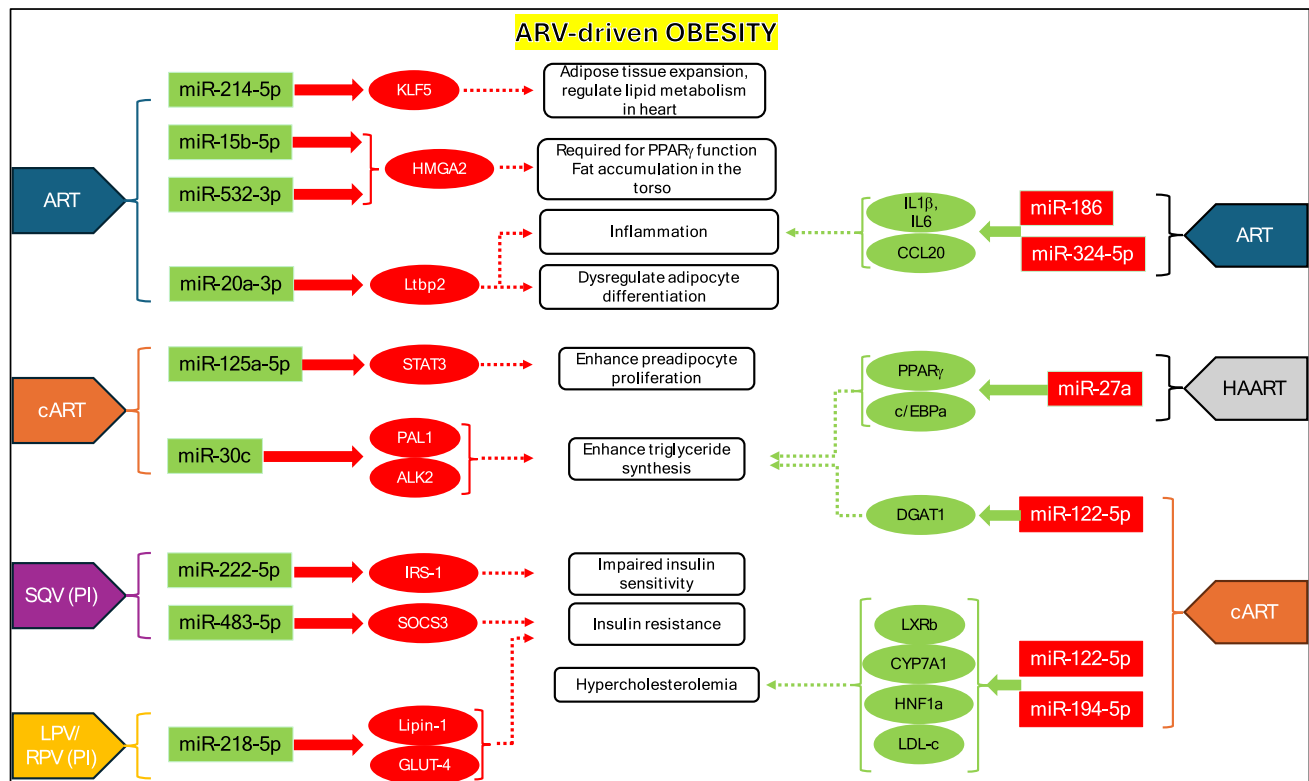 ARV-driven OBESITY
ART
miR-214-5p
KLF5
Adipose tissue expansion,
regulate lipid metabolism
in heart
miR-15b-5p
miR-532-3p
HMGA2
Required for PPARγ function
Fat accumulation in the
torso
miR-20a-3p
Ltbp2
Inflammation
Dysregulate adipocyte
differentiation
IL1β,
IL6
CCL20
miR-186
miR-324-5p
ART
cART
miR-125a-5p
STAT3
Enhance preadipocyte
proliferation
miR-30c
PAL1
ALK2
Enhance triglyceride
synthesis
PPARγ
c/EBPa
miR-27a
HAART
DGAT1
miR-122-5p
SQV (PI)
miR-222-5p
IRS-1
Impaired insulin
sensitivity
miR-483-5p
SOCS3
Insulin resistance
LPV/
RPV (PI)
miR-218-5p
Lipin-1
GLUT-4
Hypercholesterolemia
LXRb
CYP7A1
HNF1a
LDL-c
miR-122-5p
miR-194-5p
cART